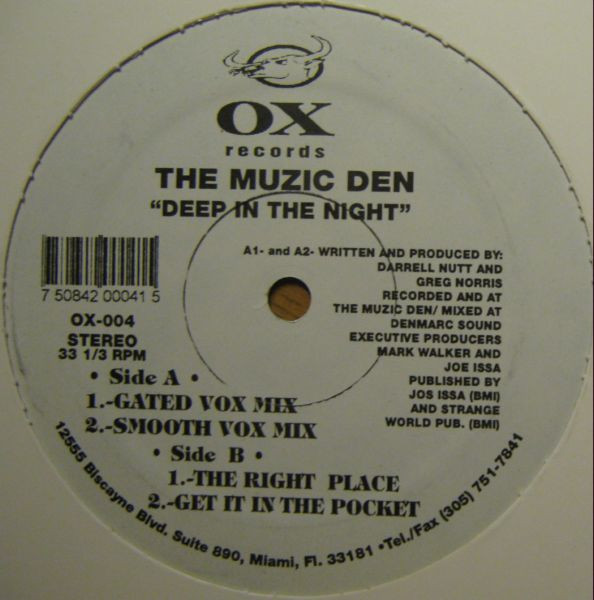 OX
records
THE MUZIC DEN
"DEEP IN THE NIGHT"
7 50842 00041 5
OX-004
STEREO
33 1/3 RPM
A1- and A2- WRITTEN AND PRODUCED BY:
DARRELL NUTT AND
GREG NORRIS
RECORDED AND AT
THE MUZIC DEN/ MIXED AT
DENMARC SOUND
EXECUTIVE PRODUCERS
MARK WALKER AND
JOE ISSA
PUBLISHED BY
JOS ISSA (BMI)
AND STRANGE
WORLD PUB. (BMI)
• Side A •
1.-GATED VOX MIX
2.-SMOOTH VOX MIX
• Side B •
1.-THE RIGHT PLACE
2.-GET IT IN THE POCKET
12555 Biscayne Blvd. Suite 890, Miami, Fl. 33181 •Tel./Fax (305) 751-7841